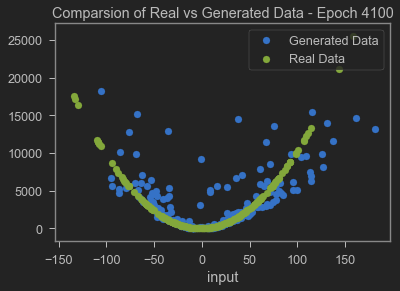 Comparsion of Real vs Generated Data - Epoch 4100
Generated Data
Real Data
25000
20000
15000
10000
5000
0
−150 −100 −50 0 50 100 150
input